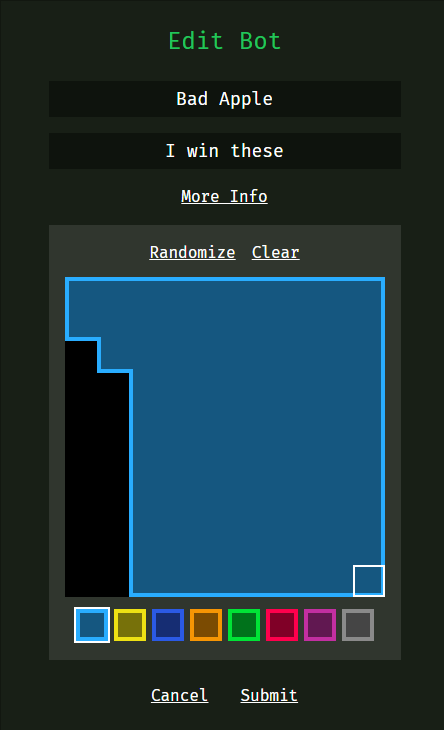 Edit Bot
Bad Apple
I win these
More Info
Randomize Clear
Cancel Submit